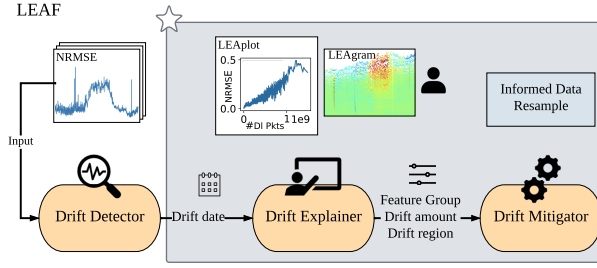 LEAF
NRMSE
LEAplot
NRMSE
0.5
0.0
0
11e9
#Dl Pkts
LEAgram
Informed Data
Resample
Input
Drift Detector
Drift date
Drift Explainer
Feature Group
Drift amount
Drift region
Drift Mitigator